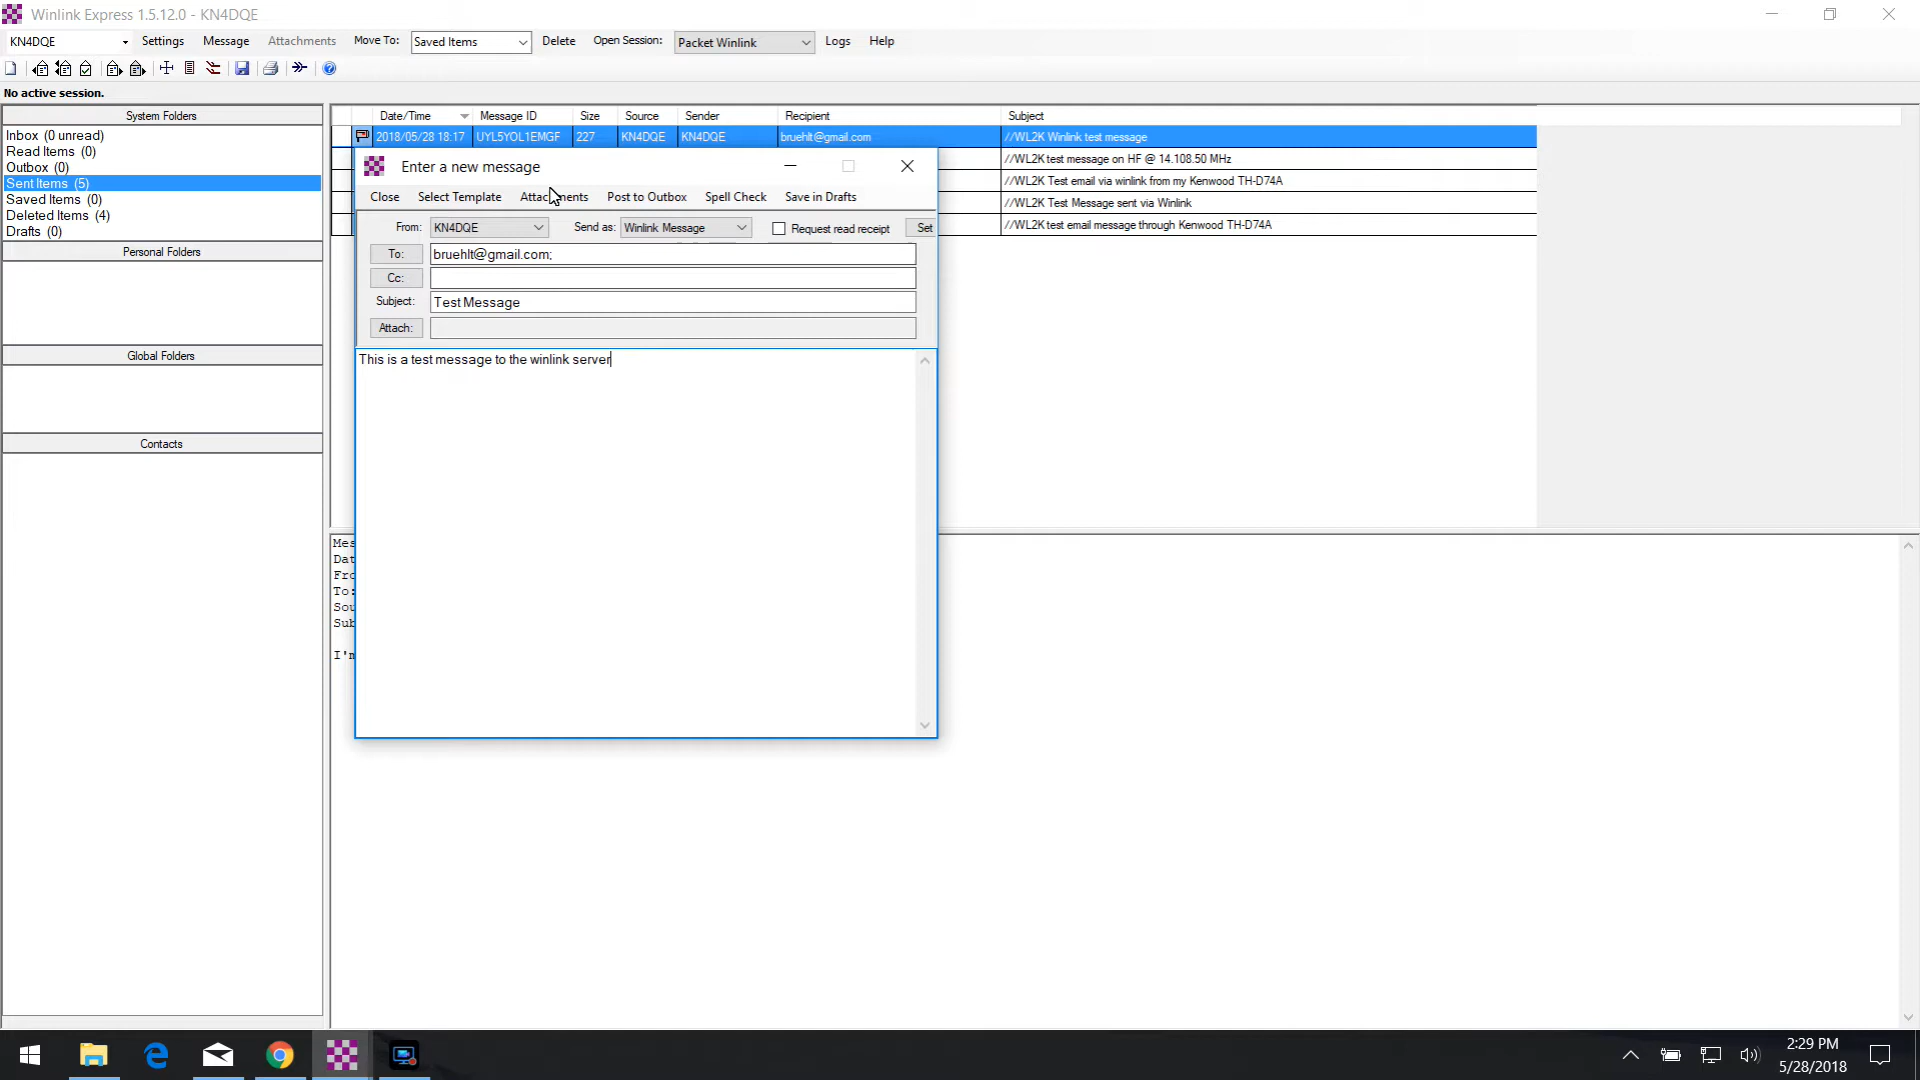 Winlink Express 1.5.12.0 - KN4DQE
KN4DQE Settings Message Attachments Move To: Saved Items Delete Open Session: Packet Winlink Logs Help
No active session.
System Folders
Inbox (0 unread)
Read Items (0)
Outbox (0)
Sent Items (5)
Saved Items (0)
Deleted Items (4)
Drafts (0)
Personal Folders
Global Folders
Contacts
Date/Time Message ID Size Source Sender Recipient Subject
2018/05/28 18:17 UYL5YOL1EMGF 227 KN4DQE KN4DQE bruehlt@gmail.com //WL2K Winlink test message
//WL2K test message on HF @ 14.108.50 MHz
//WL2K Test email via winlink from my Kenwood TH-D74A
//WL2K Test Message sent via Winlink
//WL2K test email message through Kenwood TH-D74A
Enter a new message
Close Select Template Attachments Post to Outbox Spell Check Save in Drafts
From: KN4DQE Send as: Winlink Message Request read receipt Set
To: bruehlt@gmail.com;
Cc:
Subject: Test Message
Attach:
This is a test message to the winlink server
Mes
Dat
Fro
To:
Sou
Sub
I'm
2:29 PM
5/28/2018